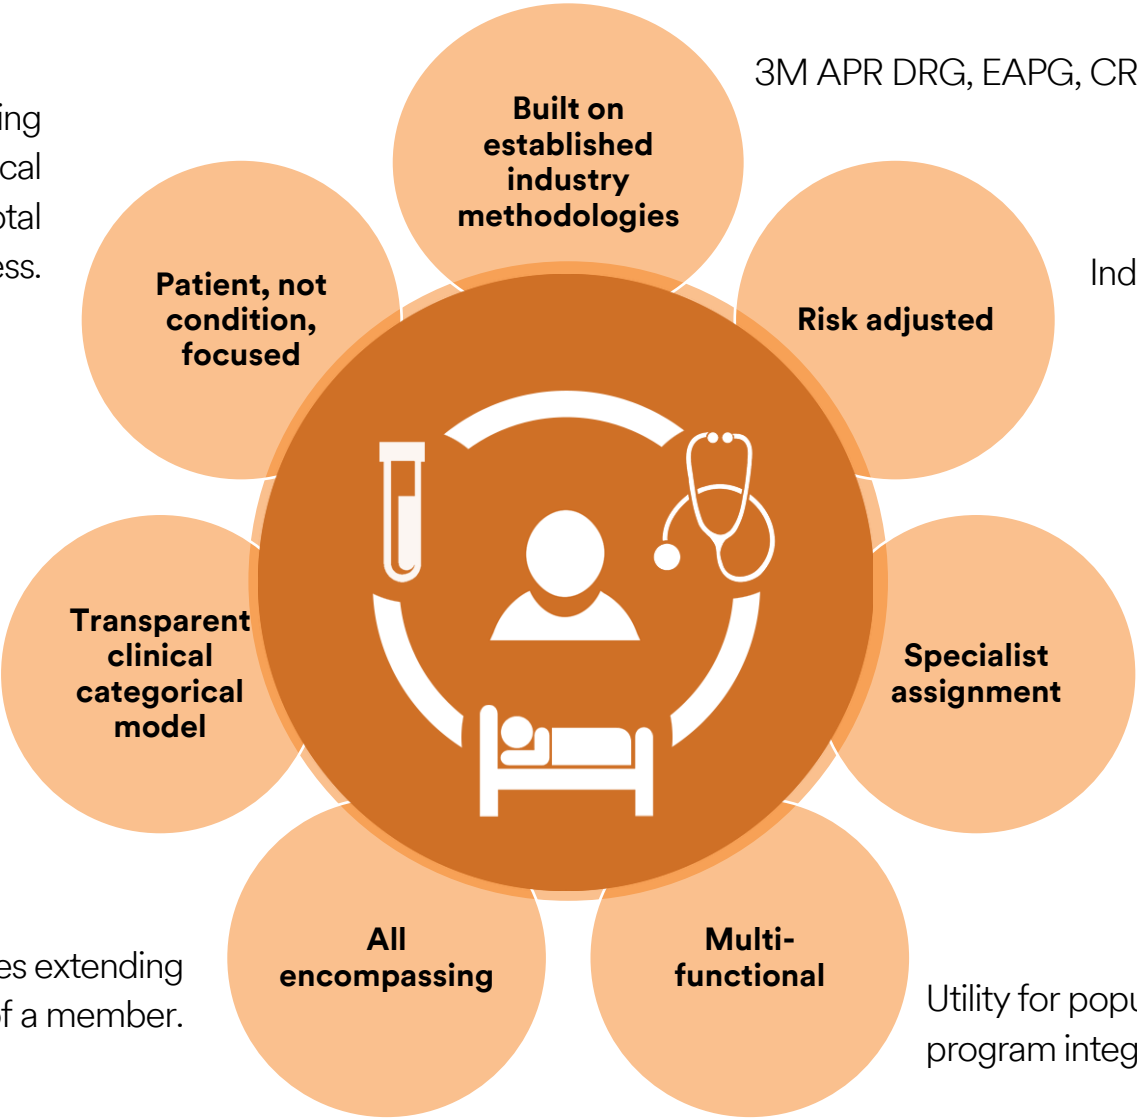 3M APR DRG, EAPG, CR
Built on
established
industry
methodologies
ing
cal
otal
ess.
Patient, not
condition,
focused
Risk adjusted
Ind
Transparent
clinical
categorical
model
Specialist
assignment
All
encompassing
Multi-
functional
es extending
of a member.
Utility for popu
program integ